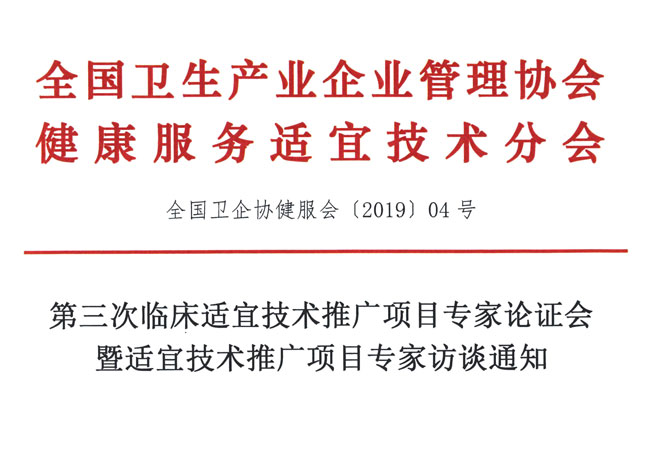 全国卫生产业企业管理协会
健康服务适宜技术分会
全国卫企协健服会〔2019〕04 号
第三次临床适宜技术推广项目专家论证会
暨适宜技术推广项目专家访谈通知